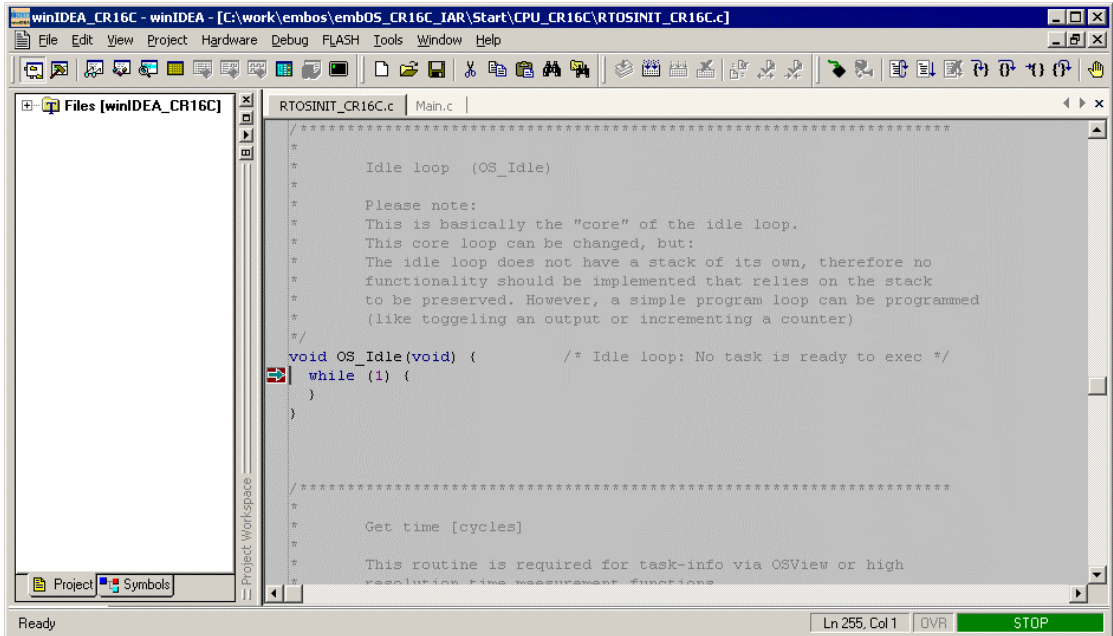 winIDEA_CR16C - winIDEA - [C:\work\embos\embOS_CR16C_IAR\Start\CPU_CR16C\RTOSINIT_CR16C.c]
File Edit View Project Hardware Debug FLASH Tools Window Help
Files [winIDEA_CR16C]
RTOSINIT_CR16C.c Main.c
/*********************************************************************
*
* Idle loop (OS_Idle)
*
* Please note:
* This is basically the "core" of the idle loop.
* This core loop can be changed, but:
* The idle loop does not have a stack of its own, therefore no
* functionality should be implemented that relies on the stack
* to be preserved. However, a simple program loop can be programmed
* (like toggeling an output or incrementing a counter)
*/
void OS_Idle(void) { /* Idle loop: No task is ready to exec */
while (1) {
}
}
/*********************************************************************
*
* Get time [cycles]
*
* This routine is required for task-info via OSView or high
* resolution time measurement functions
Project Workspace
Project Symbols
Ready Ln 255, Col 1 OVR STOP